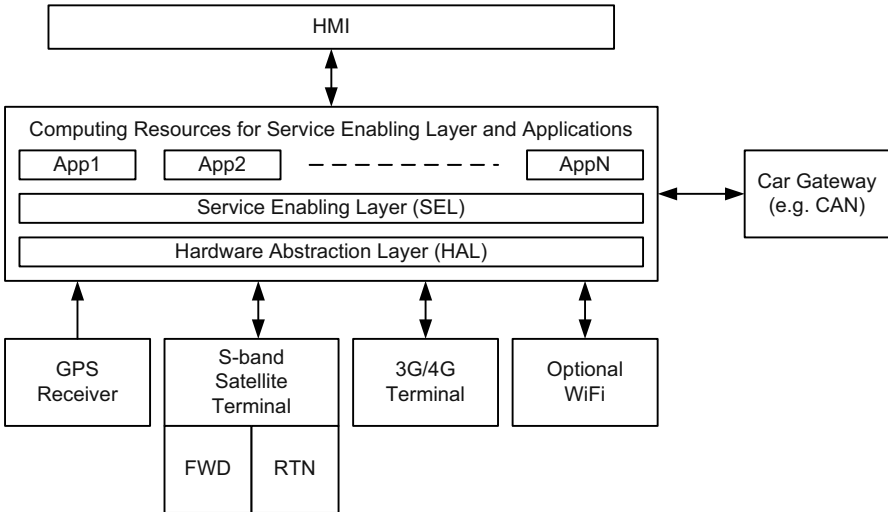 HMI
Computing Resources for Service Enabling Layer and Applications
App1
App2
AppN
Service Enabling Layer (SEL)
Hardware Abstraction Layer (HAL)
Car Gateway
(e.g. CAN)
GPS
Receiver
S-band
Satellite
Terminal
FWD
RTN
3G/4G
Terminal
Optional
WiFi